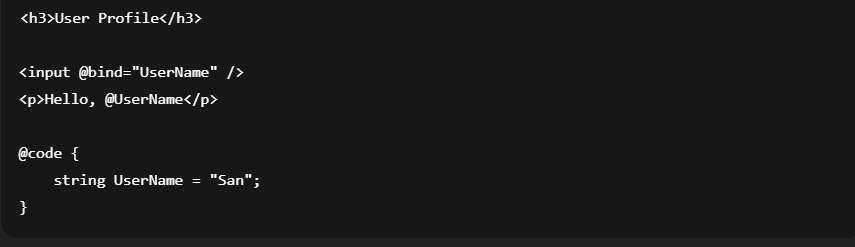 <h3>User Profile</h3>
<input @bind="UserName" />
<p>Hello, @UserName</p>
@code {
    string UserName = "San";
}